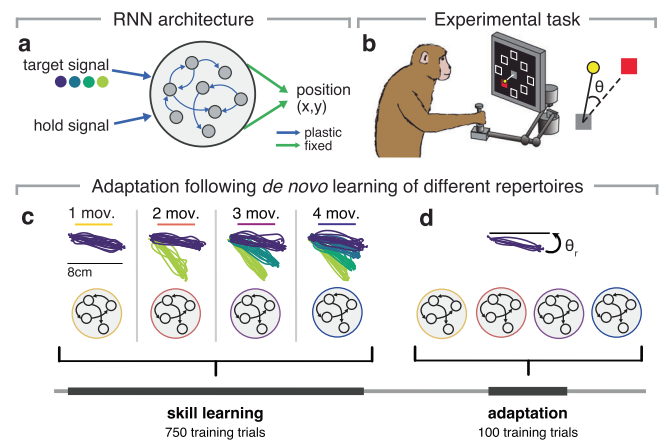 RNN architecture
Experimental task
a
target signal
hold signal
position
(x,y)
plastic
fixed
b
θ
Adaptation following de novo learning of different repertoires
c
1 mov.
2 mov.
3 mov.
4 mov.
8cm
d
θr
skill learning
750 training trials
adaptation
100 training trials